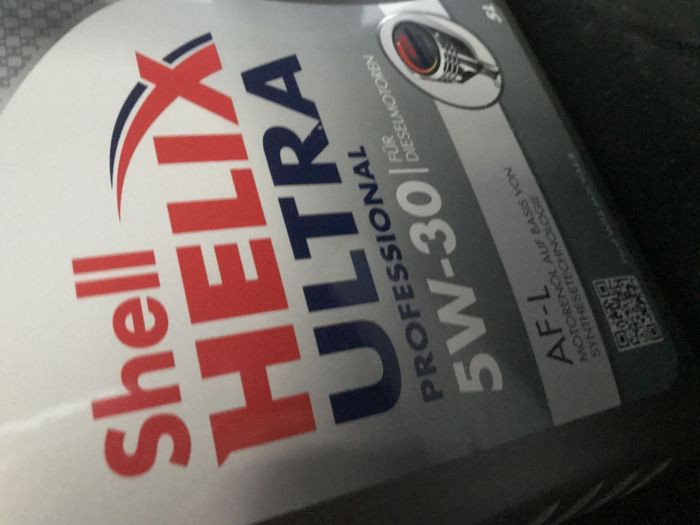 Shell
HELIX
ULTRA
PROFESSIONAL
5W-30
FÜR
DIESELMOTOREN
AF-L
MOTORENÖL AUF BASIS VON
SYNTHESETECHNOLOGIE
5L